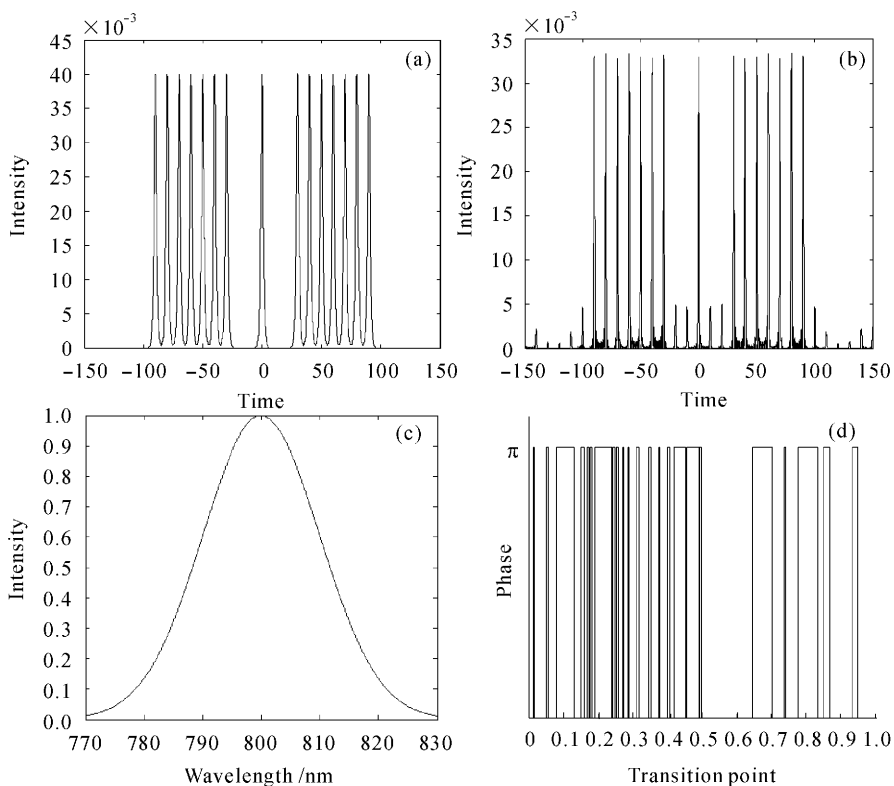 ×10⁻³
(a)
45
40
35
30
25
20
15
10
5
0
Intensity
−150 −100 −50 0 50 100 150
Time
×10⁻³
(b)
35
30
25
20
15
10
5
0
Intensity
−150 −100 −50 0 50 100 150
Time
(c)
1.0
0.9
0.8
0.7
0.6
0.5
0.4
0.3
0.2
0.1
0.0
Intensity
770 780 790 800 810 820 830
Wavelength /nm
(d)
π
Phase
0 0.1 0.2 0.3 0.4 0.5 0.6 0.7 0.8 0.9 1.0
Transition point